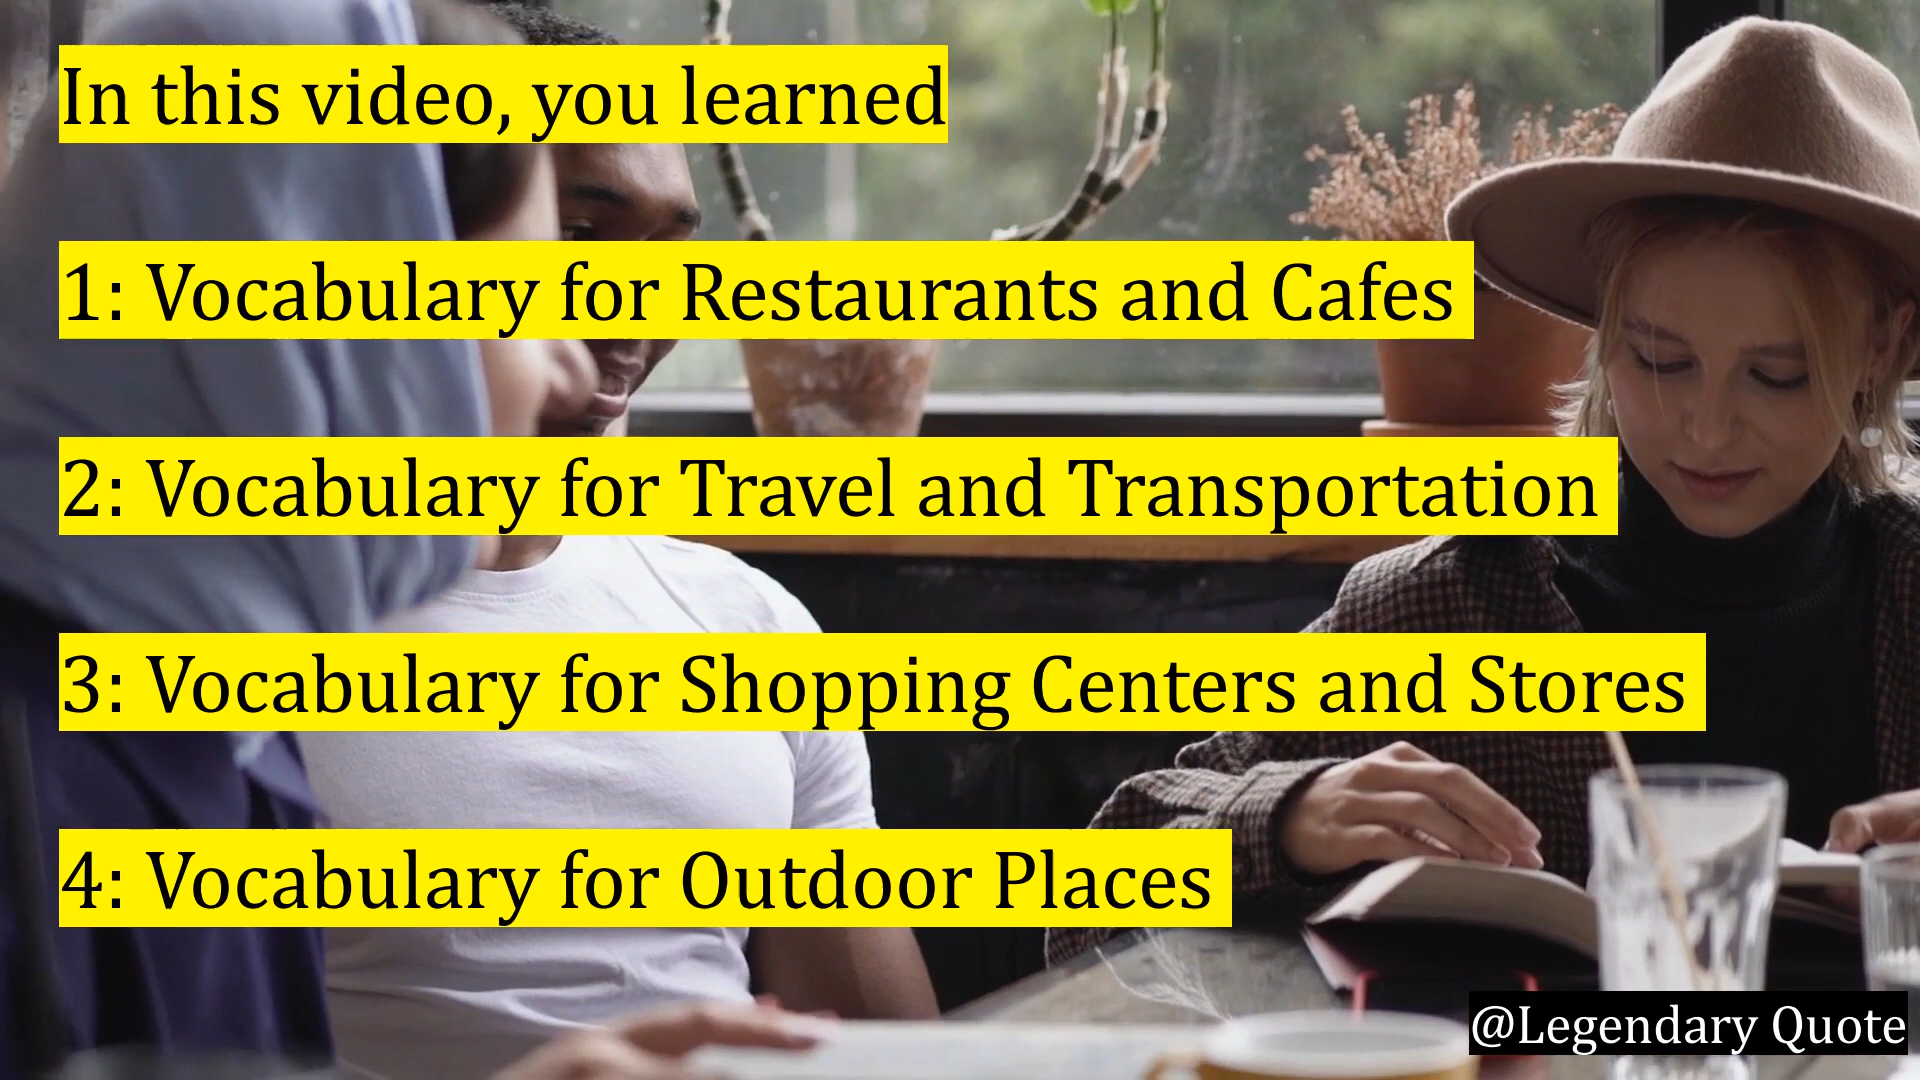 In this video, you learned
1: Vocabulary for Restaurants and Cafes
2: Vocabulary for Travel and Transportation
3: Vocabulary for Shopping Centers and Stores
4: Vocabulary for Outdoor Places
@Legendary Quote